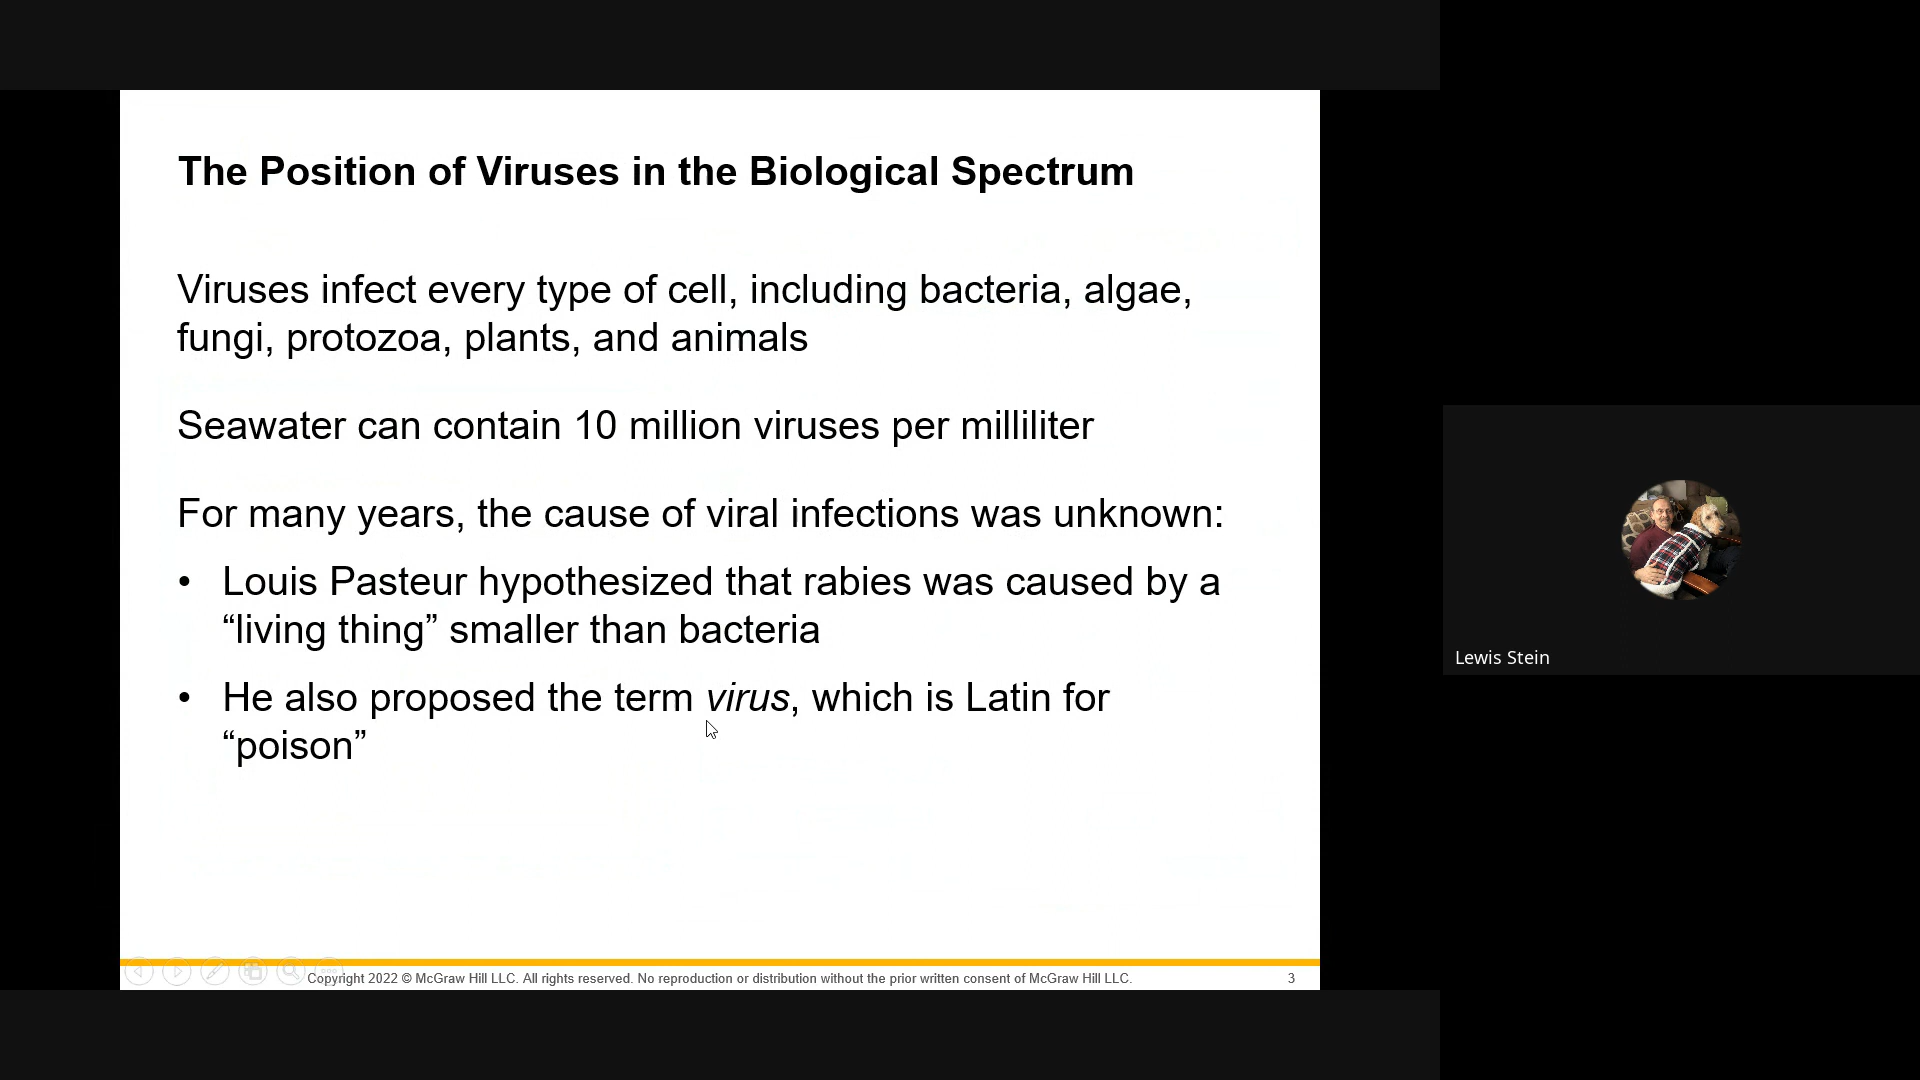 The Position of Viruses in the Biological Spectrum
Viruses infect every type of cell, including bacteria, algae,
fungi, protozoa, plants, and animals
Seawater can contain 10 million viruses per milliliter
For many years, the cause of viral infections was unknown:
• Louis Pasteur hypothesized that rabies was caused by a
“living thing” smaller than bacteria
• He also proposed the term virus, which is Latin for
“poison”
Copyright 2022 © McGraw Hill LLC. All rights reserved. No reproduction or distribution without the prior written consent of McGraw Hill LLC.
3
Lewis Stein